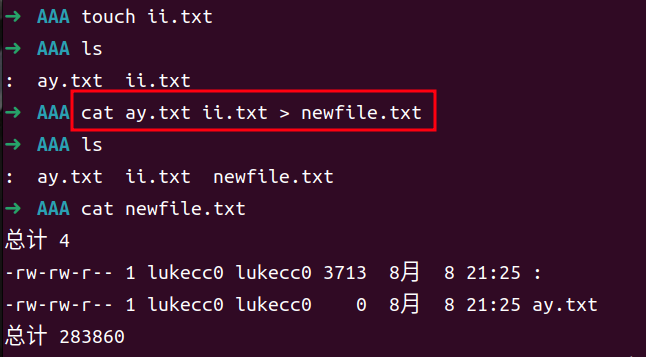 ➜ AAA touch ii.txt
➜ AAA ls
:  ay.txt  ii.txt
➜ AAA cat ay.txt ii.txt > newfile.txt
➜ AAA ls
:  ay.txt  ii.txt  newfile.txt
➜ AAA cat newfile.txt
总计 4
-rw-rw-r-- 1 lukecc0 lukecc0 3713  8月  8 21:25 :
-rw-rw-r-- 1 lukecc0 lukecc0    0  8月  8 21:25 ay.txt
总计 283860